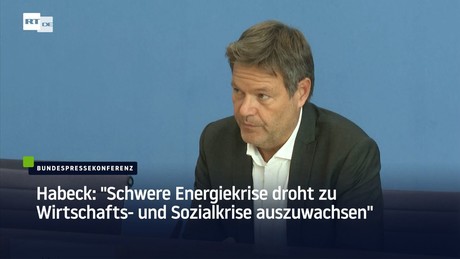 RT DE
BUNDESPRESSEKONFERENZ
Habeck: "Schwere Energiekrise droht zu
Wirtschafts- und Sozialkrise auszuwachsen"